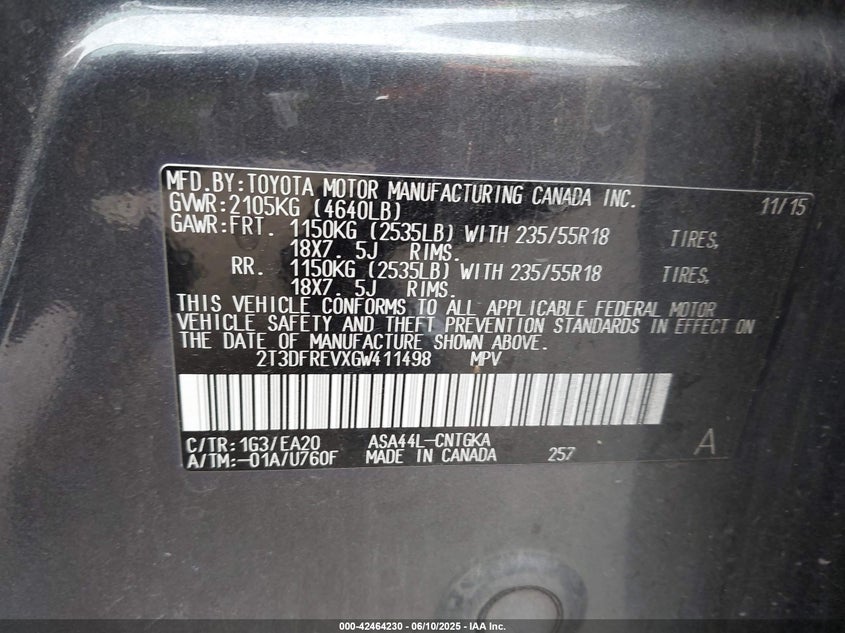 MFD.BY:TOYOTA MOTOR MANUFACTURING CANADA INC. 11/15
GVWR:2105KG (4640LB)
GAWR:FRT. 1150KG (2535LB) WITH 235/55R18 TIRES,
18X7. 5J RIMS.
RR. 1150KG (2535LB) WITH 235/55R18 TIRES,
18X7. 5J RIMS.
THIS VEHICLE CONFORMS TO ALL APPLICABLE FEDERAL MOTOR
VEHICLE SAFETY AND THEFT PREVENTION STANDARDS IN EFFECT ON
THE DATE OF MANUFACTURE SHOWN ABOVE.
2T3DFREVXGW411498 MPV
C/TR:1G3/EA20 ASA44L-CNTGKA A
A/TM:-01A/U760F MADE IN CANADA 257
000-42464230 - 06/10/2025 - IAA Inc.